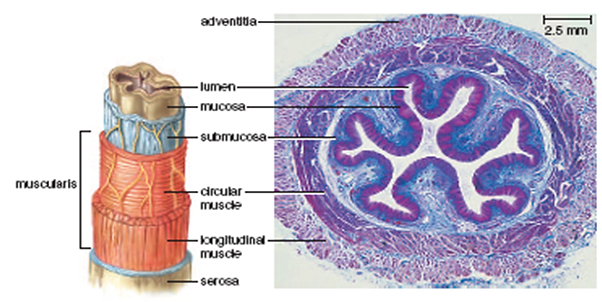 adventitia
2.5 mm
lumen
mucosa
submucosa
muscularis
circular
muscle
longitudinal
muscle
serosa